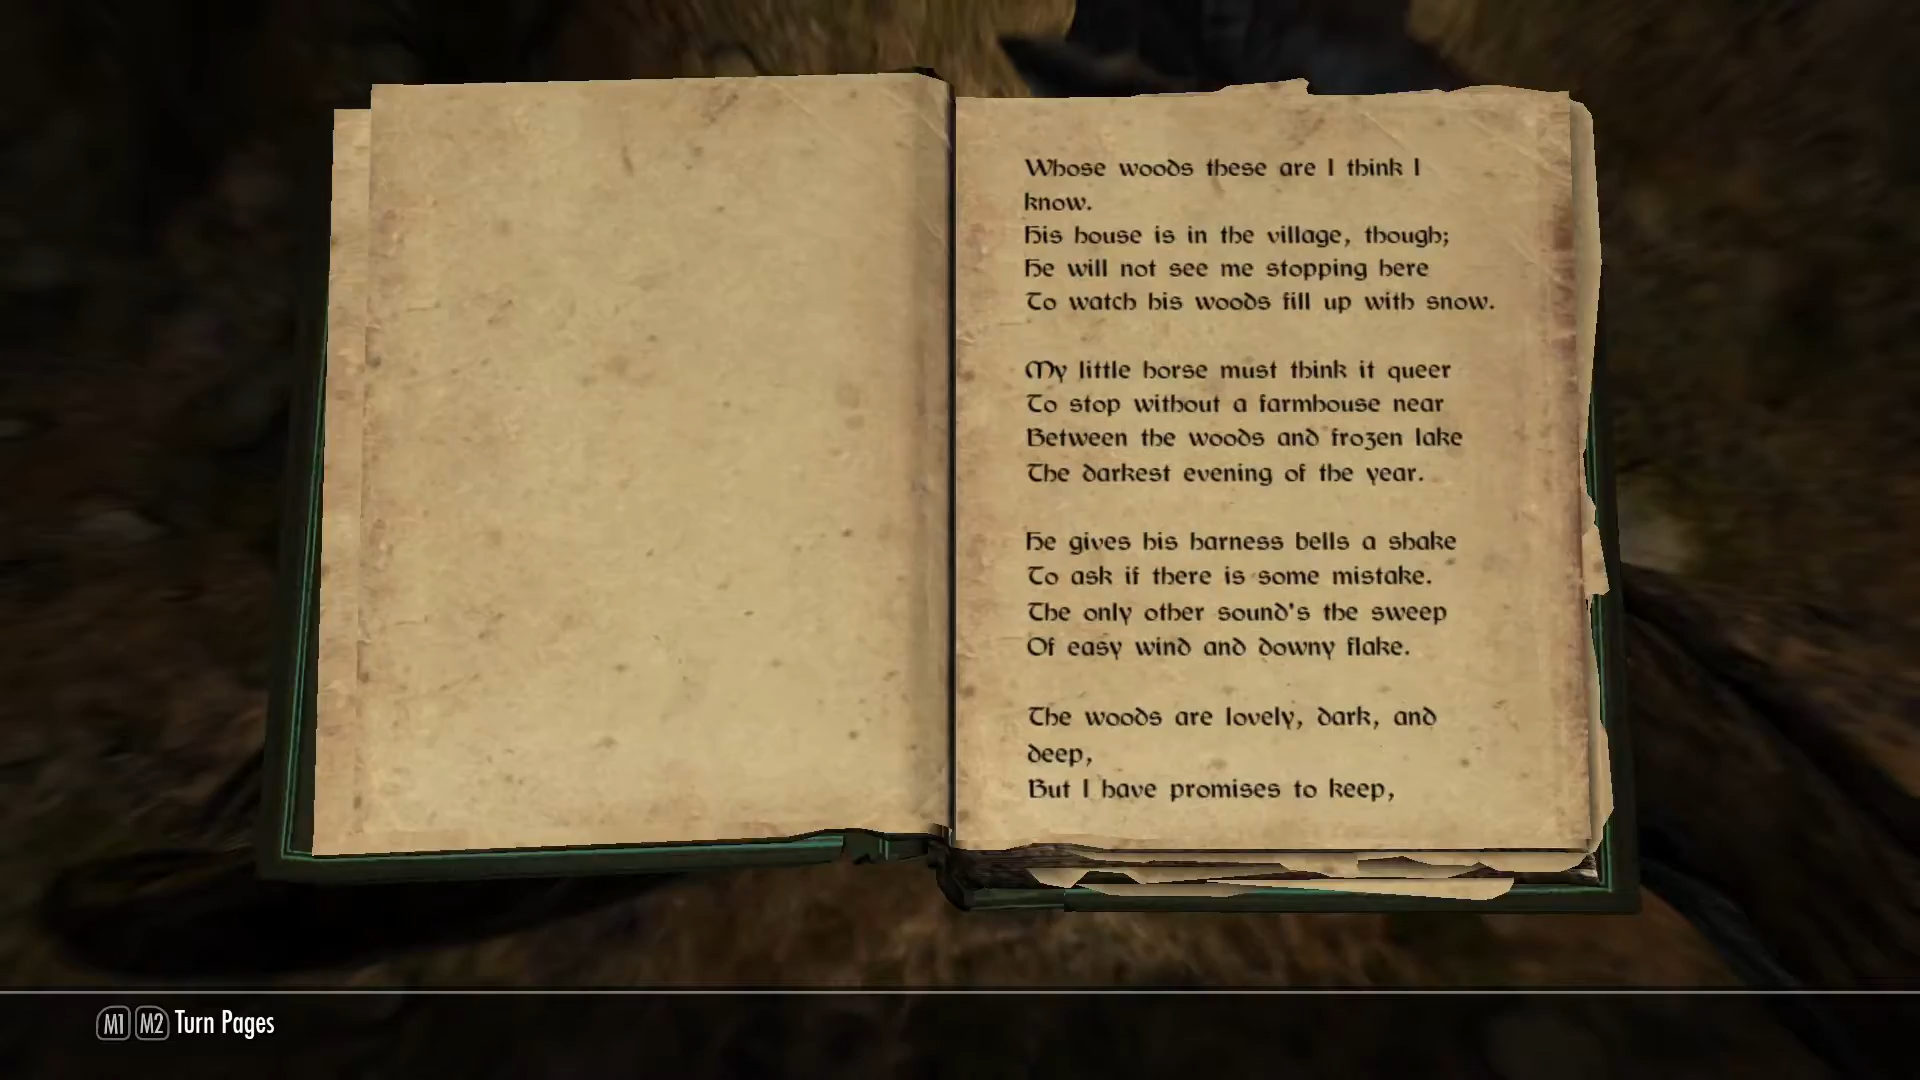 Whose woods these are I think I
know.
His house is in the village, though;
He will not see me stopping here
To watch his woods fill up with snow.
My little horse must think it queer
To stop without a farmhouse near
Between the woods and frozen lake
The darkest evening of the year.
He gives his harness bells a shake
To ask if there is some mistake.
The only other sound's the sweep
Of easy wind and downy flake.
The woods are lovely, dark, and
deep,
But I have promises to keep,
M1 M2 Turn Pages